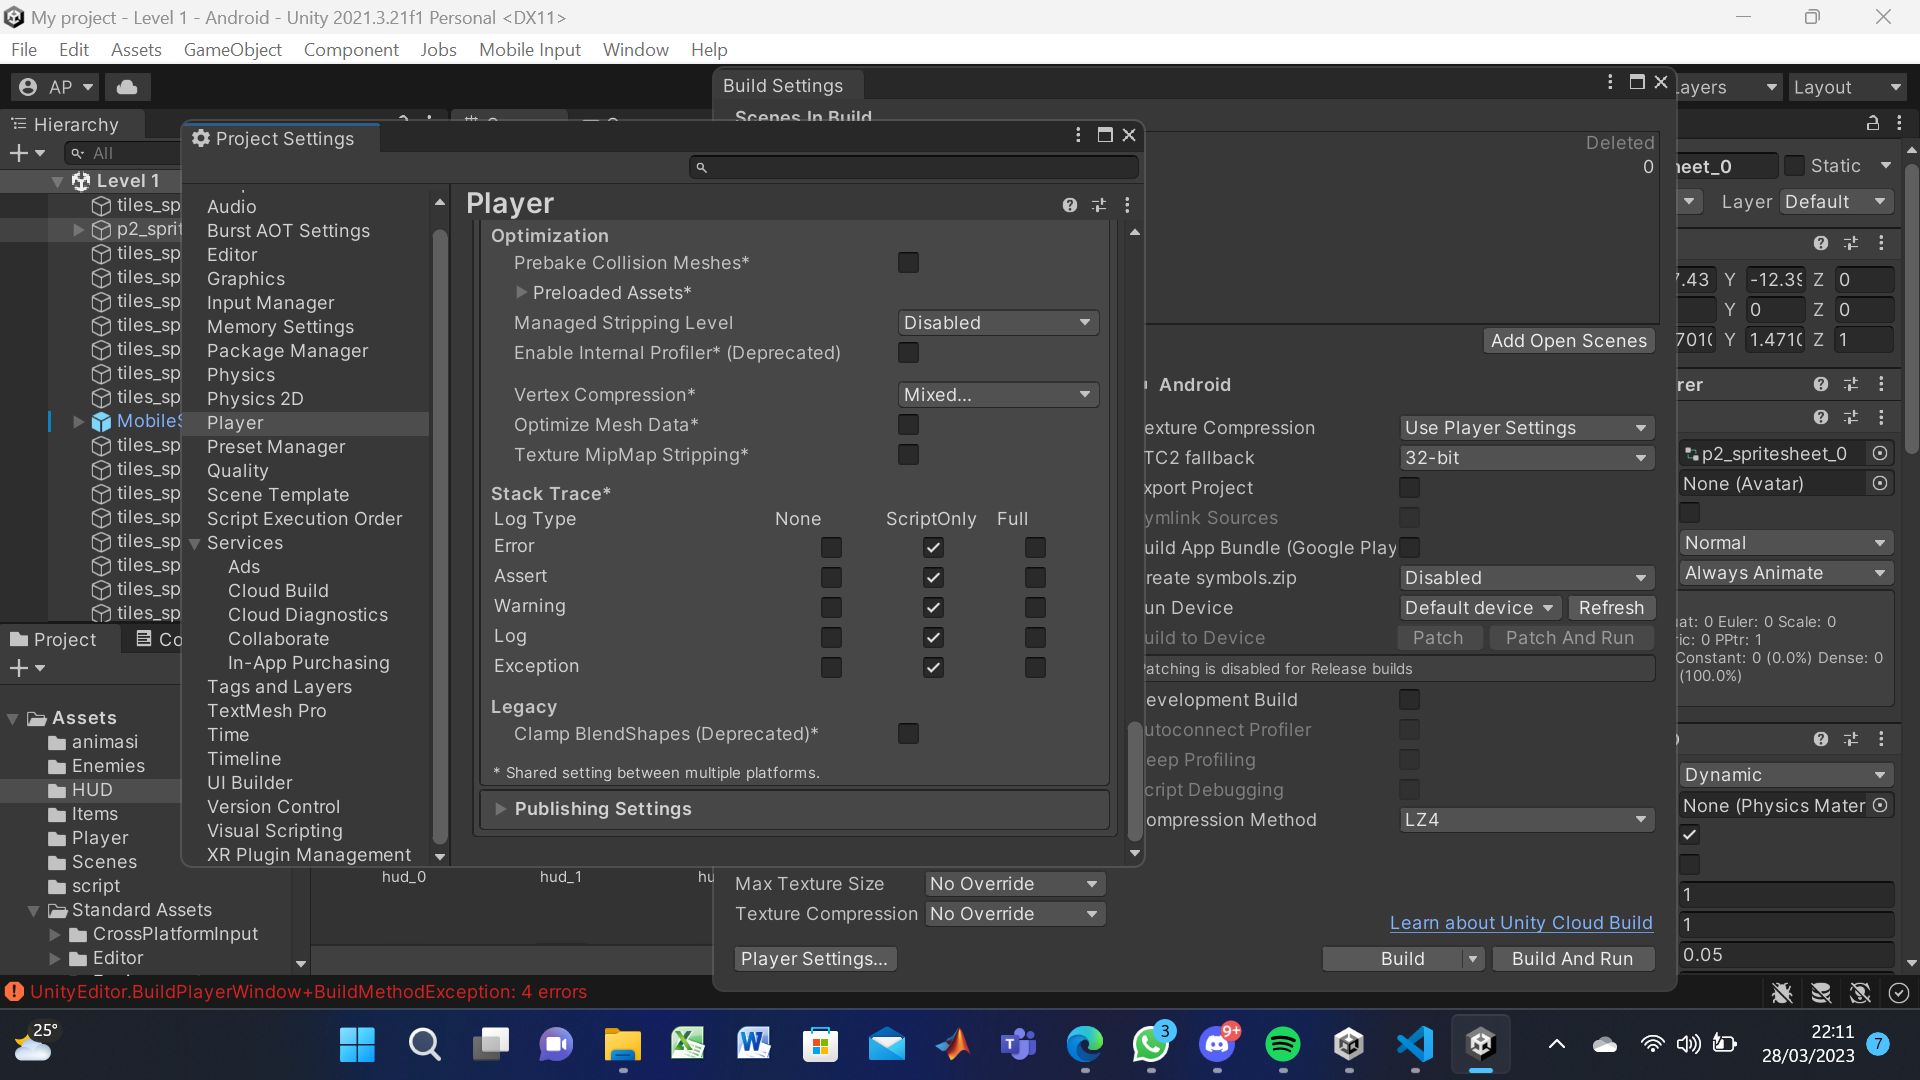 My project - Level 1 - Android - Unity 2021.3.21f1 Personal <DX11>
File Edit Assets GameObject Component Jobs Mobile Input Window Help
AP
Layout
Hierarchy
All
Level 1
tiles_sp
p2_sprit
tiles_sp
tiles_sp
tiles_sp
tiles_sp
tiles_sp
tiles_sp
tiles_sp
MobileS
tiles_sp
tiles_sp
tiles_sp
tiles_sp
tiles_sp
tiles_sp
tiles_sp
tiles_sp
Project
Co
Assets
animasi
Enemies
HUD
Items
Player
Scenes
script
Standard Assets
CrossPlatformInput
Editor
hud_0 hud_1 hu
Project Settings
Audio
Burst AOT Settings
Editor
Graphics
Input Manager
Memory Settings
Package Manager
Physics
Physics 2D
Player
Preset Manager
Quality
Scene Template
Script Execution Order
Services
Ads
Cloud Build
Cloud Diagnostics
Collaborate
In-App Purchasing
Tags and Layers
TextMesh Pro
Time
Timeline
UI Builder
Version Control
Visual Scripting
XR Plugin Management
Player
Optimization
Prebake Collision Meshes*
Preloaded Assets*
Managed Stripping Level Disabled
Enable Internal Profiler* (Deprecated)
Vertex Compression* Mixed...
Optimize Mesh Data*
Texture MipMap Stripping*
Stack Trace*
Log Type None ScriptOnly Full
Error
Assert
Warning
Log
Exception
Legacy
Clamp BlendShapes (Deprecated)*
* Shared setting between multiple platforms.
Publishing Settings
Build Settings
Scenes In Build
Deleted
0
Add Open Scenes
Android
exture Compression Use Player Settings
TC2 fallback 32-bit
xport Project
ymlink Sources
uild App Bundle (Google Play
reate symbols.zip Disabled
un Device Default device Refresh
uild to Device Patch Patch And Run
atching is disabled for Release builds
evelopment Build
utoconnect Profiler
eep Profiling
cript Debugging
ompression Method LZ4
Max Texture Size No Override
Texture Compression No Override
Learn about Unity Cloud Build
Player Settings... Build Build And Run
ayers
eet_0 Static
Layer Default
7.43 Y -12.39 Z 0
Y 0 Z 0
701( Y 1.471( Z 1
rer
p2_spritesheet_0
None (Avatar)
Normal
Always Animate
at: 0 Euler: 0 Scale: 0
ric: 0 PPtr: 1
Constant: 0 (0.0%) Dense: 0
(100.0%)
Dynamic
None (Physics Mater
1
1
0.05
UnityEditor.BuildPlayerWindow+BuildMethodException: 4 errors
25°
3
9+
22:11
28/03/2023
7